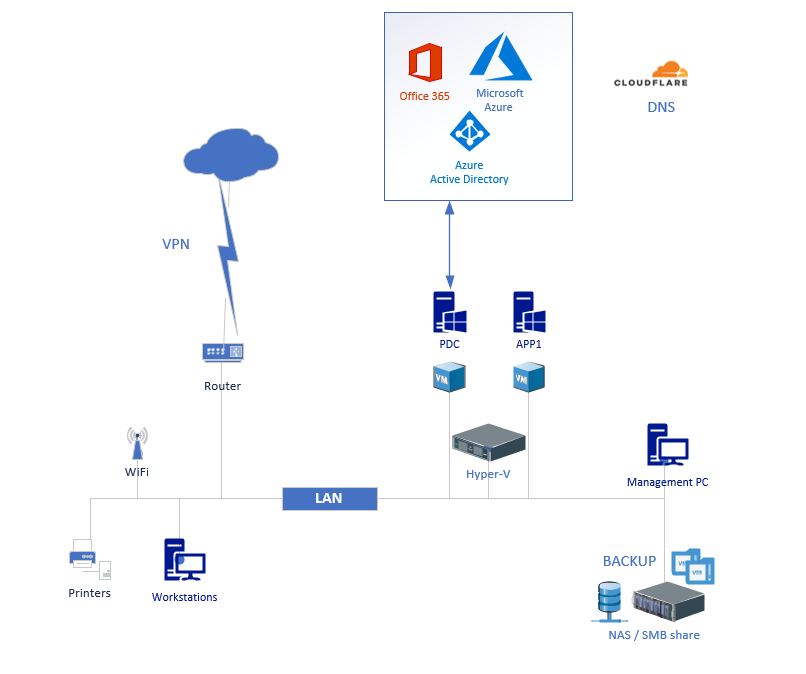 Office 365
Microsoft
Azure
CLOUDFLARE
DNS
Azure
Active Directory
VPN
PDC
APP1
VM
VM
Router
WiFi
Hyper-V
Management PC
LAN
Printers
Workstations
BACKUP
VM
VM
NAS / SMB share